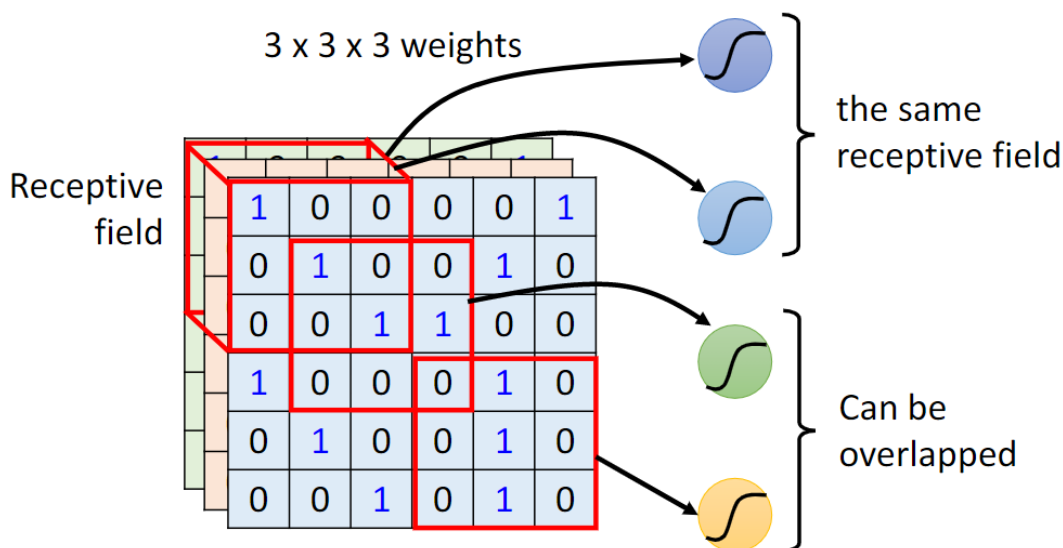 3 x 3 x 3 weights
the same
receptive field
Receptive
field
1 0 0 0 0 1
0 1 0 0 1 0
0 0 1 1 0 0
1 0 0 0 1 0
0 1 0 0 1 0
0 0 1 0 1 0
Can be
overlapped